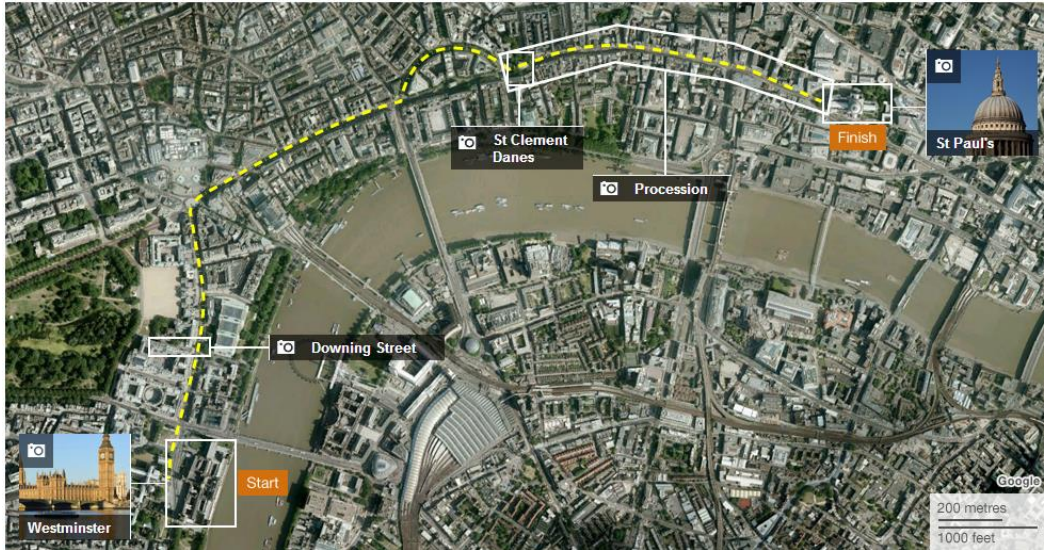 St Clement
Danes
Finish
St Paul's
Procession
Downing Street
Start
Westminster
Google
200 metres
1000 feet